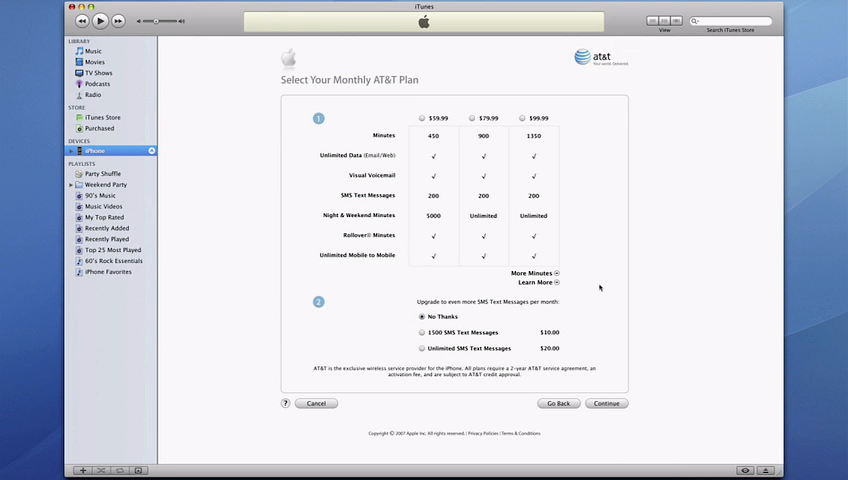 iTunes
View
Search iTunes Store
LIBRARY
Music
Movies
TV Shows
Podcasts
Radio
STORE
iTunes Store
Purchased
DEVICES
iPhone
PLAYLISTS
Party Shuffle
Weekend Party
90's Music
Music Videos
My Top Rated
Recently Added
Recently Played
Top 25 Most Played
60's Rock Essentials
iPhone Favorites
at&t
Your world. Delivered.
Select Your Monthly AT&T Plan
1 $59.99 $79.99 $99.99
Minutes 450 900 1350
Unlimited Data (Email/Web) √ √ √
Visual Voicemail √ √ √
SMS Text Messages 200 200 200
Night & Weekend Minutes 5000 Unlimited Unlimited
Rollover® Minutes √ √ √
Unlimited Mobile to Mobile √ √ √
More Minutes
Learn More
2 Upgrade to even more SMS Text Messages per month:
No Thanks
1500 SMS Text Messages $10.00
Unlimited SMS Text Messages $20.00
AT&T is the exclusive wireless service provider for the iPhone. All plans require a 2-year AT&T service agreement, an
activation fee, and are subject to AT&T credit approval.
? Cancel Go Back Continue
Copyright © 2007 Apple Inc. All rights reserved. | Privacy Policies | Terms & Conditions